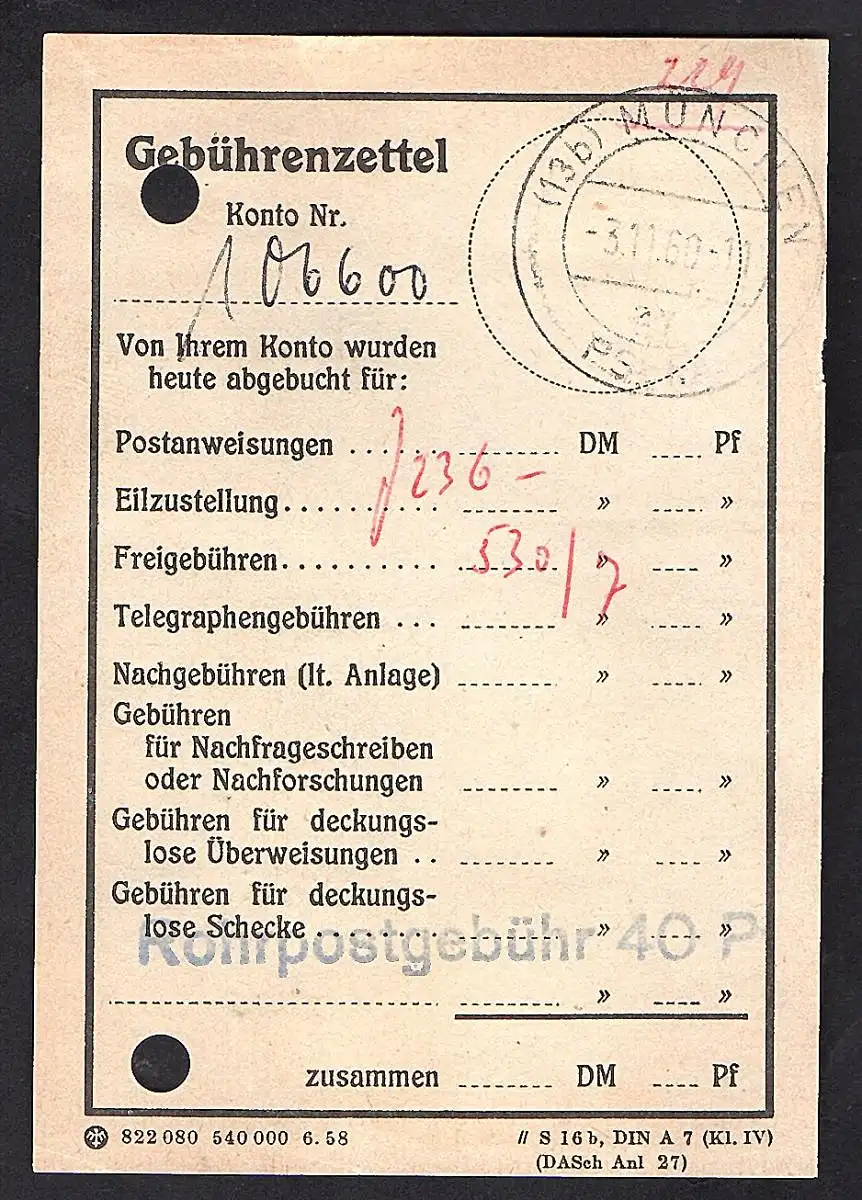 Gebührenzettel
(13b) MÜNCHEN
-3.11.60-11
Konto Nr.
106600
Von Ihrem Konto wurden
heute abgebucht für:
Postanweisungen .... DM .... Pf
236 -
Eilzustellung.......... » .... »
Freigebühren.......... 530/7 » .... »
Telegraphengebühren ... » .... »
Nachgebühren (lt. Anlage) » .... »
Gebühren
für Nachfrageschreiben
oder Nachforschungen » .... »
Gebühren für deckungs-
lose Überweisungen .. » .... »
Gebühren für deckungs-
lose Schecke ........ » .... »
Rohrpostgebühr 40 P
» .... »
zusammen ........ DM .... Pf
822 080 540 000 6.58
// S 16 b, DIN A 7 (Kl. IV)
(DASch Anl 27)